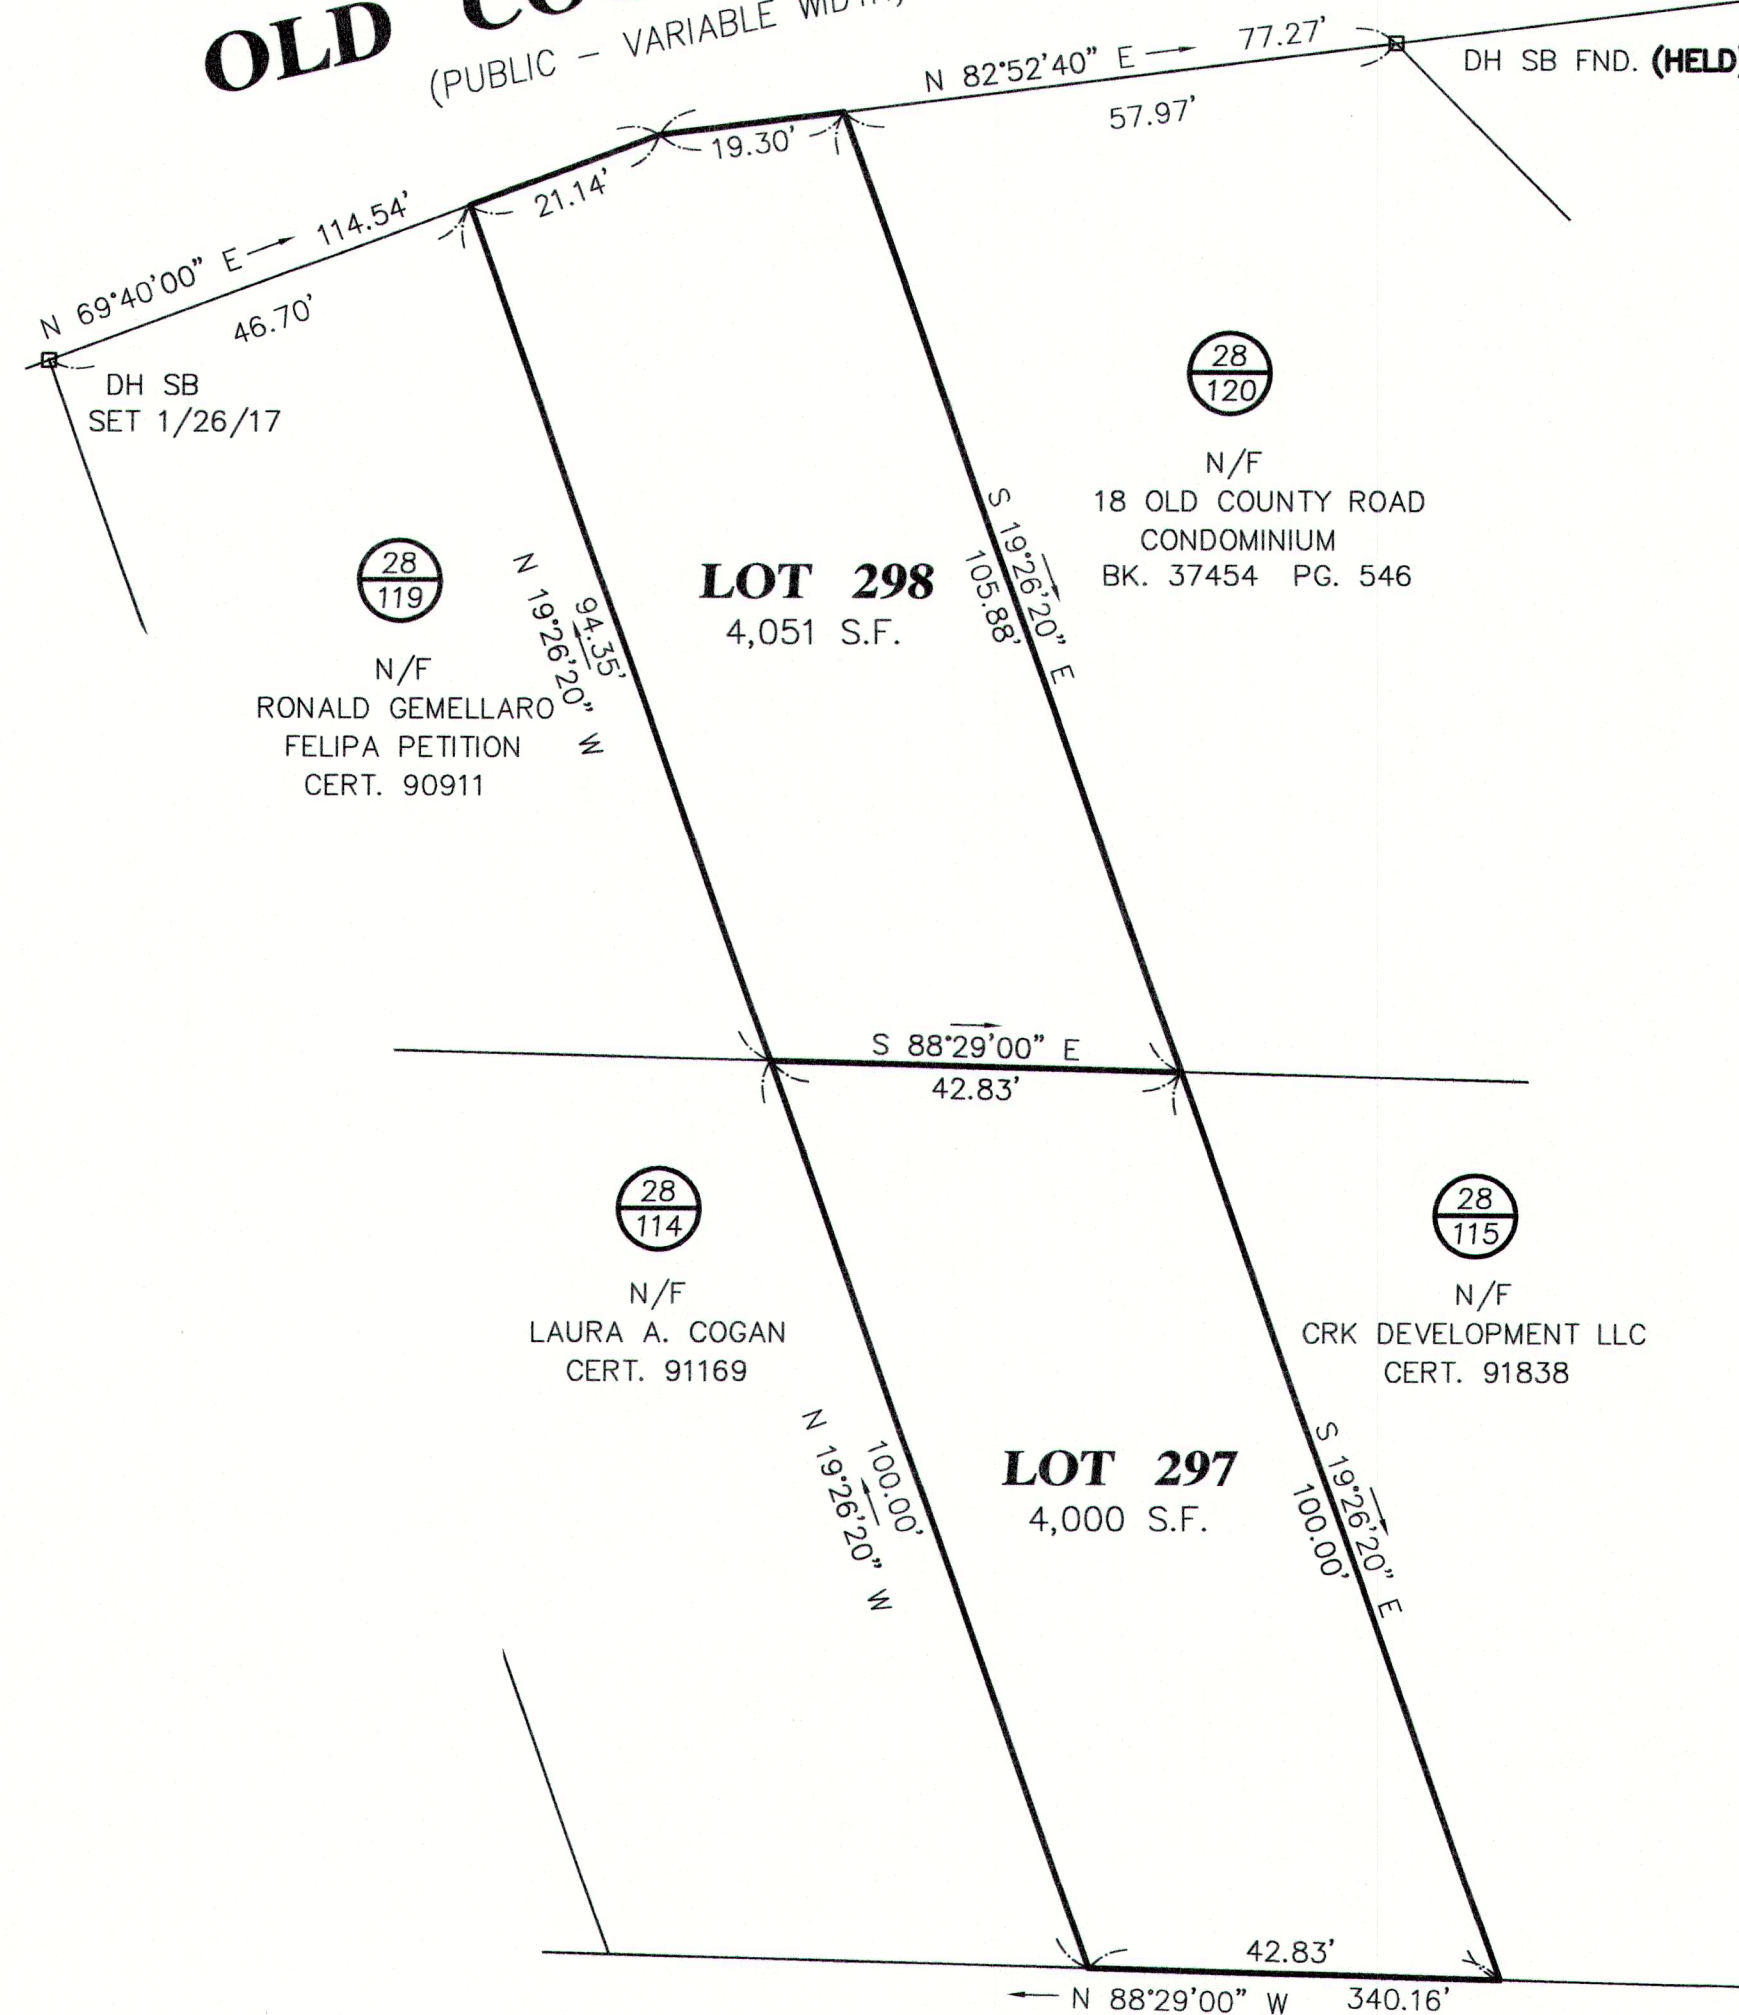 OLD
(PUBLIC – VARIABLE
N 82°52'40" E 77.27'
DH SB FND. (HELD)
57.97'
19.30'
21.14'
N 69°40'00" E 114.54'
46.70'
DH SB
SET 1/26/17
28
120
N/F
18 OLD COUNTY ROAD
CONDOMINIUM
BK. 37454 PG. 546
S 19°26'20" E
105.88'
LOT 298
4,051 S.F.
94.35'
N 19°26'20" W
28
119
N/F
RONALD GEMELLARO
FELIPA PETITION
CERT. 90911
S 88°29'00" E
42.83'
28
114
N/F
LAURA A. COGAN
CERT. 91169
28
115
N/F
CRK DEVELOPMENT LLC
CERT. 91838
100.00'
N 19°26'20" W
LOT 297
4,000 S.F.
S 19°26'20" E
100.00'
42.83'
N 88°29'00" W 340.16'